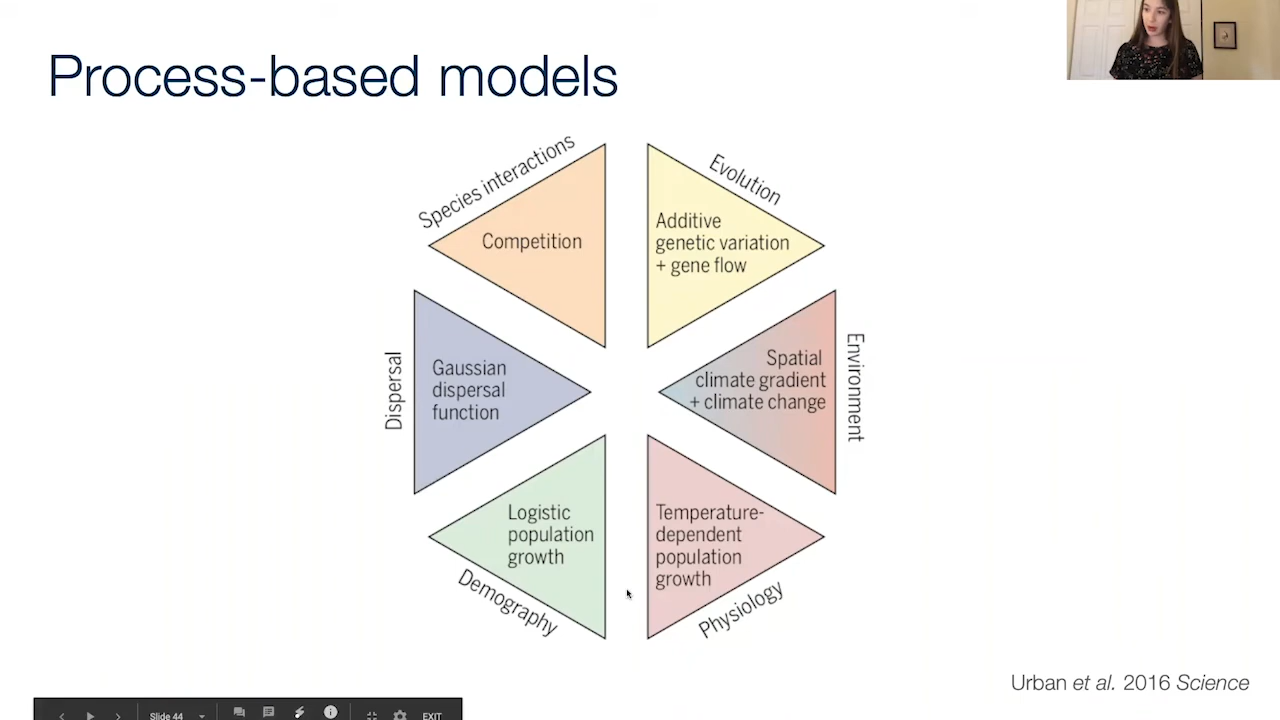 Process-based models
Species interactions
Competition
Evolution
Additive
genetic variation
+ gene flow
Dispersal
Gaussian
dispersal
function
Spatial
climate gradient
+ climate change
Environment
Logistic
population
growth
Demography
Temperature-
dependent
population
growth
Physiology
Urban et al. 2016 Science
Slide 44
EXIT